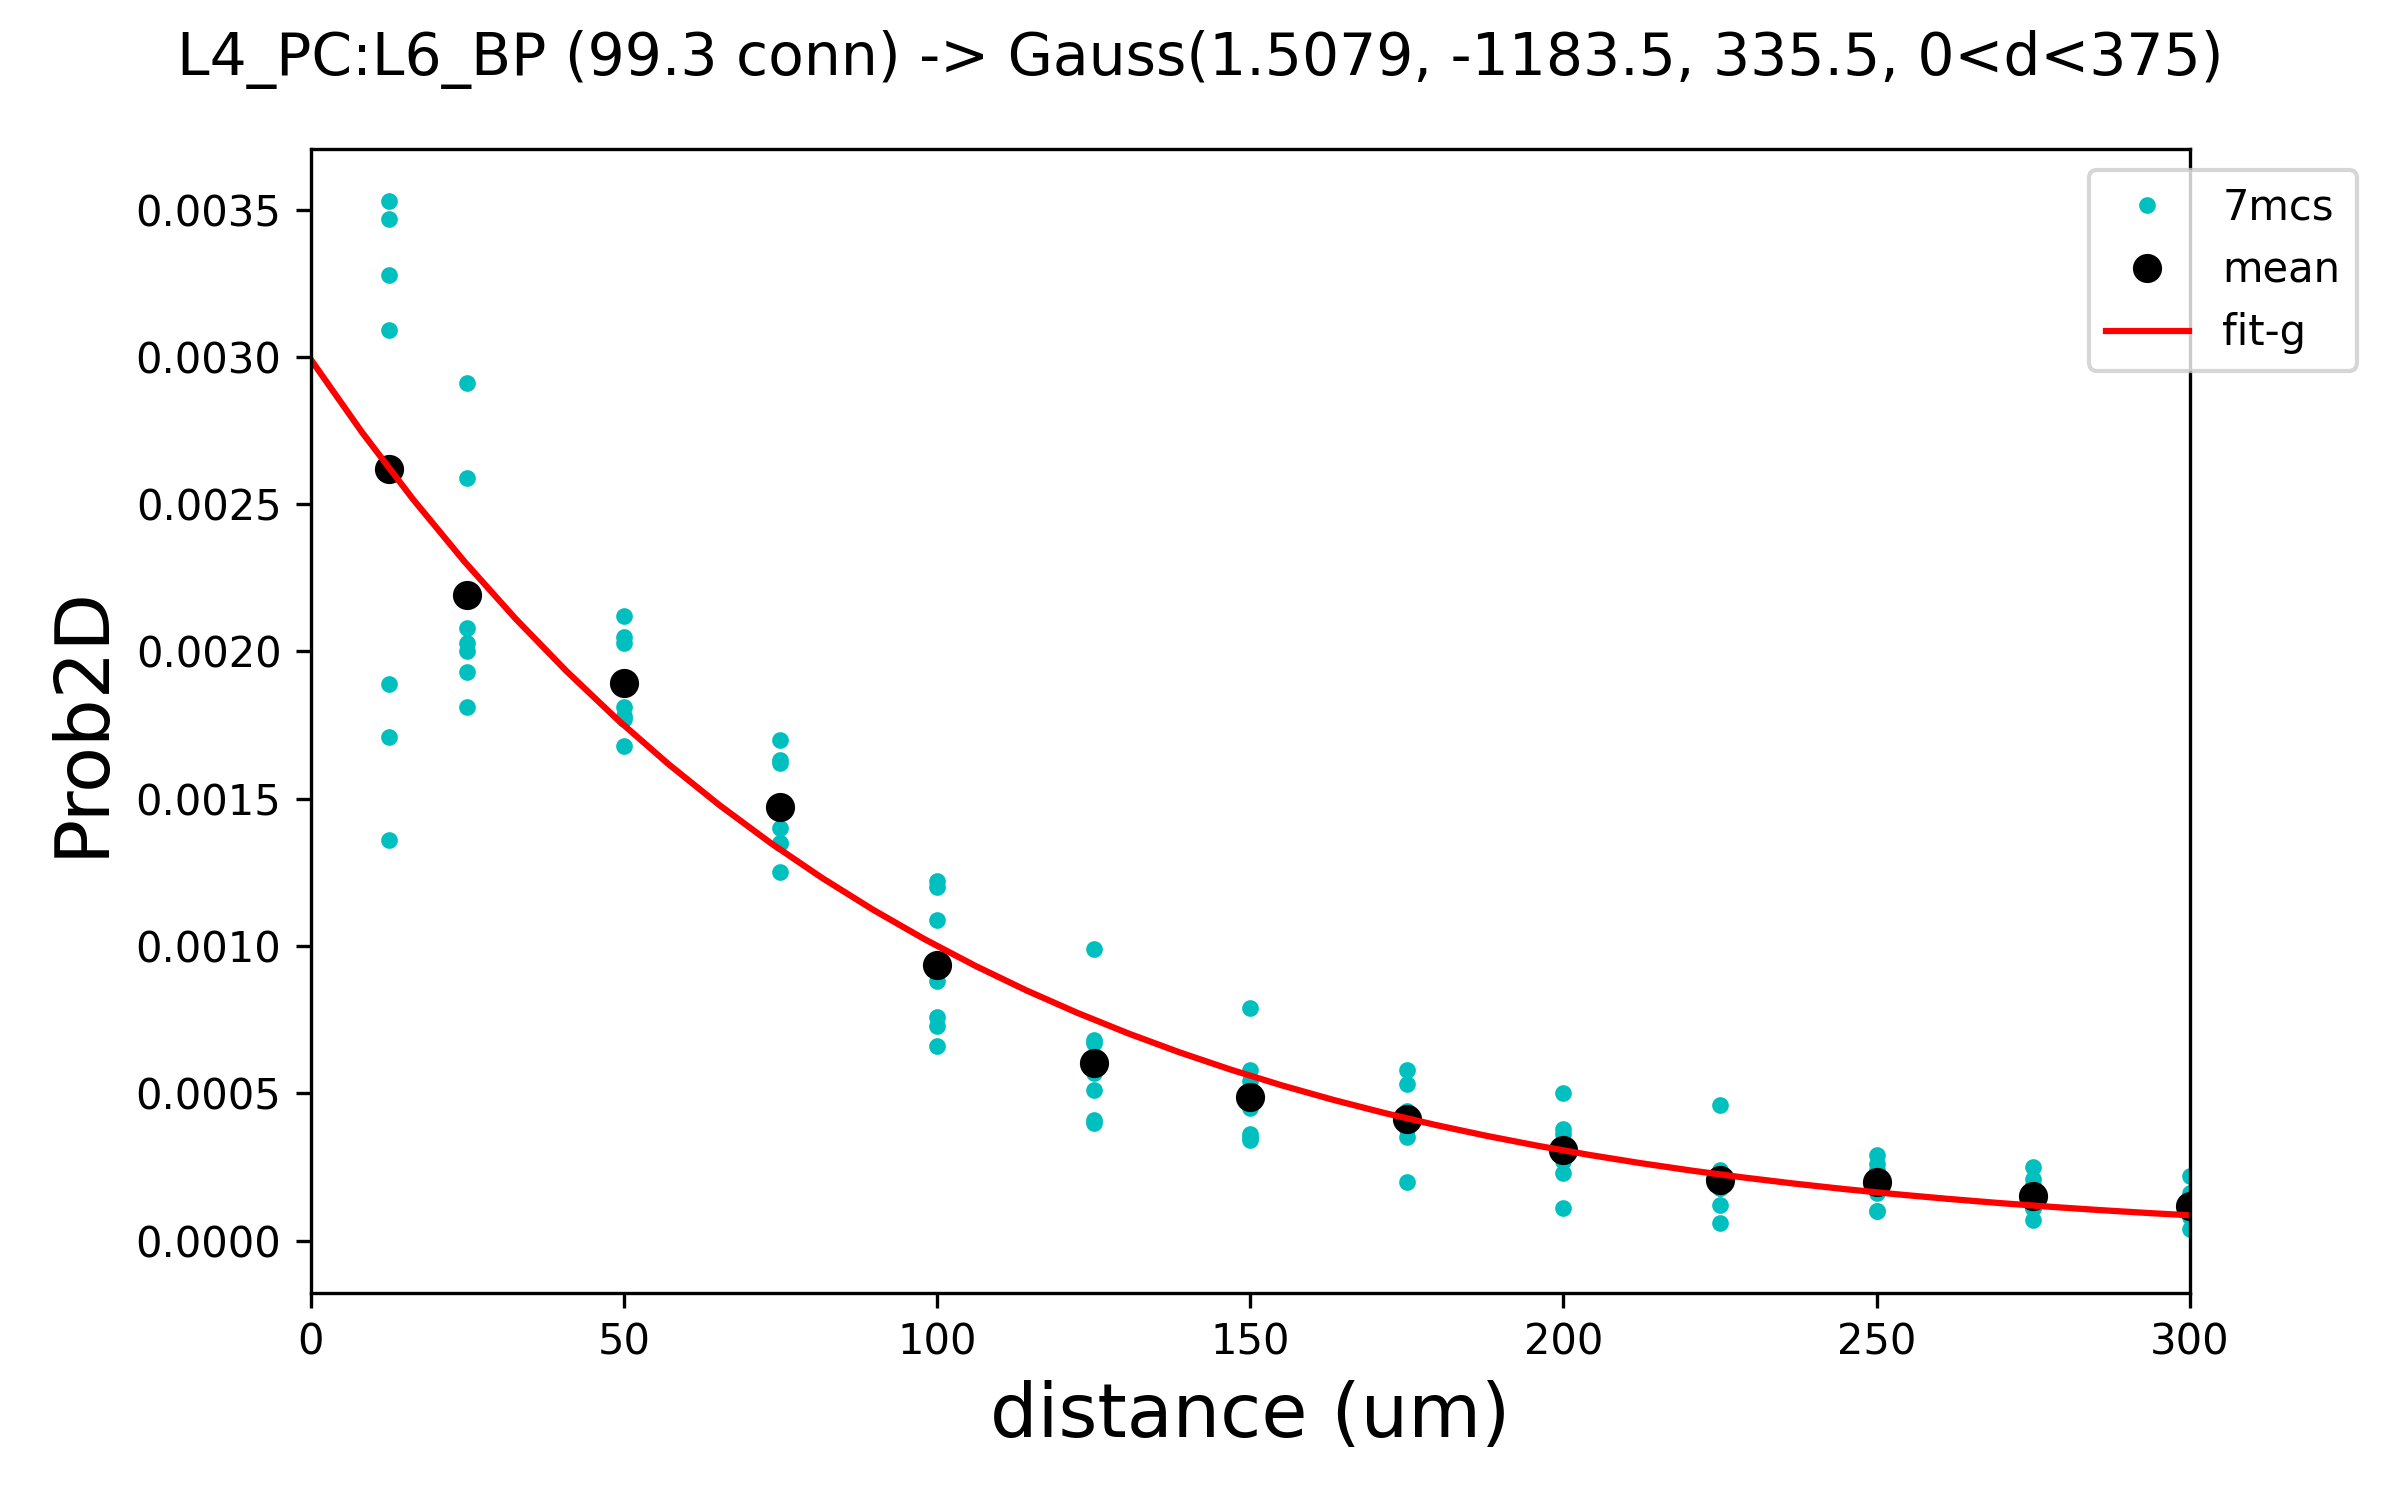 L4_PC:L6_BP (99.3 conn) -> Gauss(1.5079, -1183.5, 335.5, 0<d<375)
7mcs
mean
fit-g
Prob2D
0.0035
0.0030
0.0025
0.0020
0.0015
0.0010
0.0005
0.0000
0 50 100 150 200 250 300
distance (um)